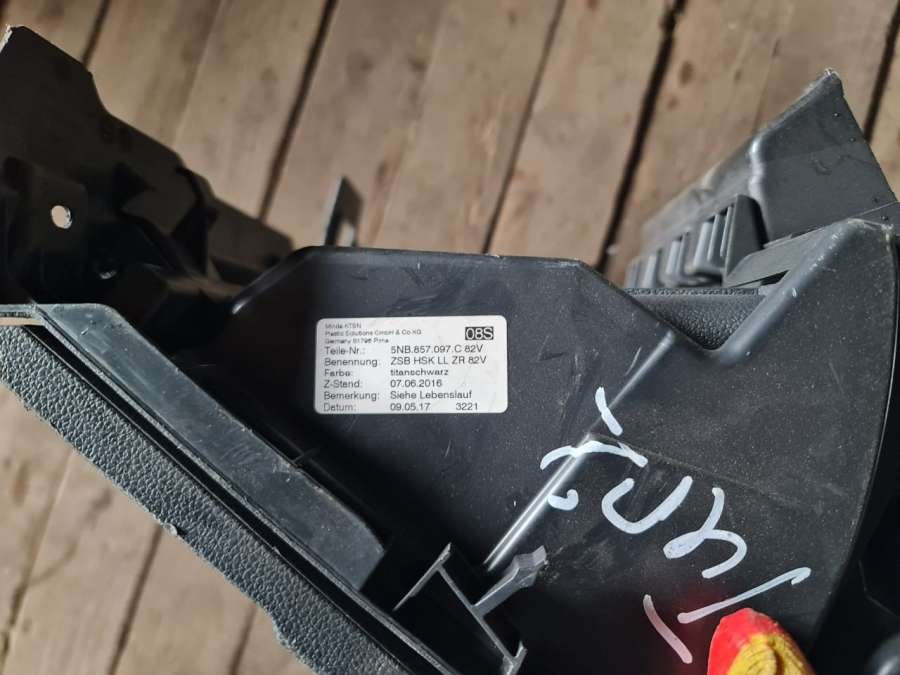 Minda KTSN
Plastic Solutions GmbH & Co KG
Germany 01796 Pirna
08S
Teile-Nr.: 5NB.857.097.C 82V
Benennung: ZSB HSK LL ZR 82V
Farbe: titanschwarz
Z-Stand: 07.06.2016
Bemerkung: Siehe Lebenslauf
Datum: 09.05.17 3221